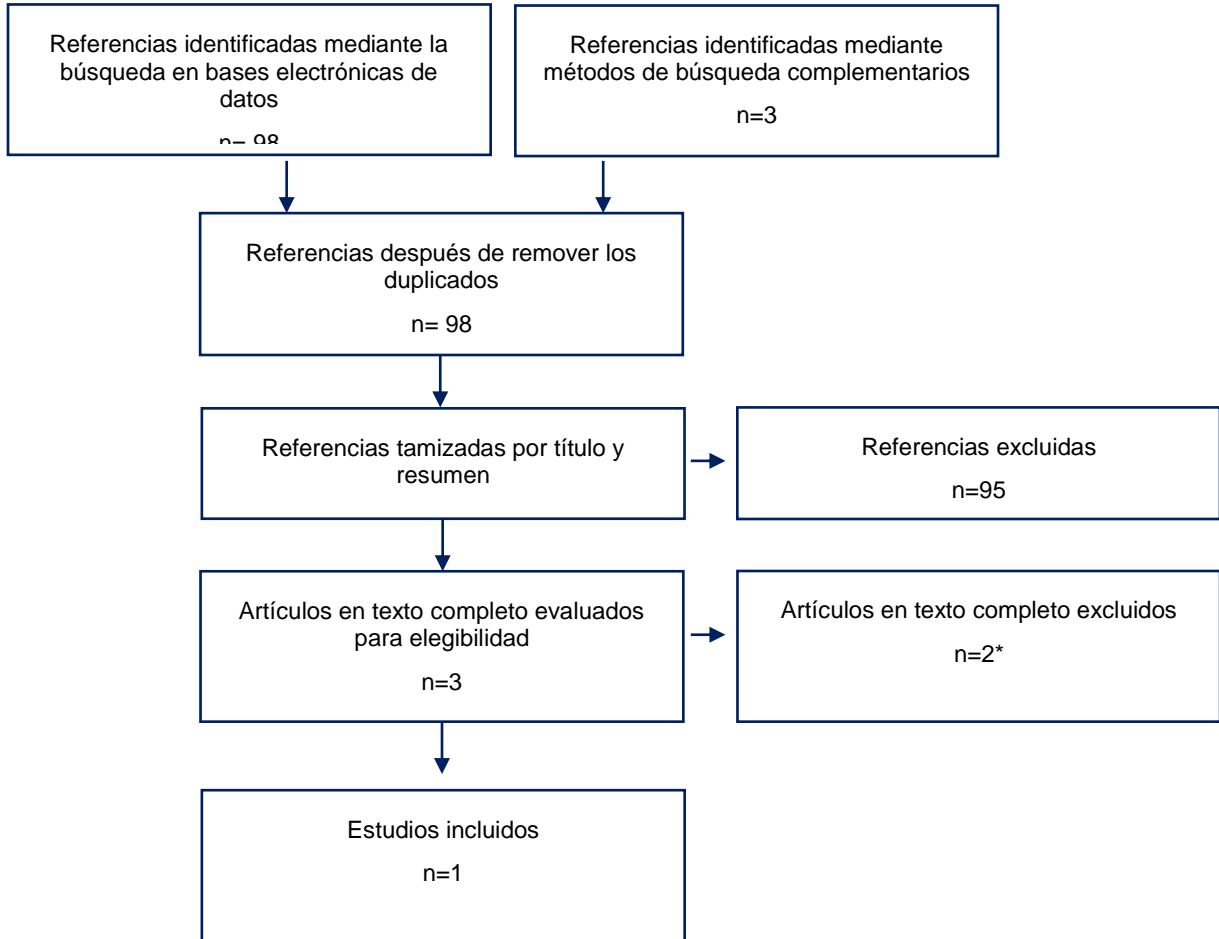 Referencias identificadas mediante la
búsqueda en bases electrónicas de
datos
n= 98
Referencias identificadas mediante
métodos de búsqueda complementarios
n=3
Referencias después de remover los
duplicados
n= 98
Referencias tamizadas por título y
resumen
Referencias excluidas
n=95
Artículos en texto completo evaluados
para elegibilidad
n=3
Artículos en texto completo excluidos
n=2*
Estudios incluidos
n=1